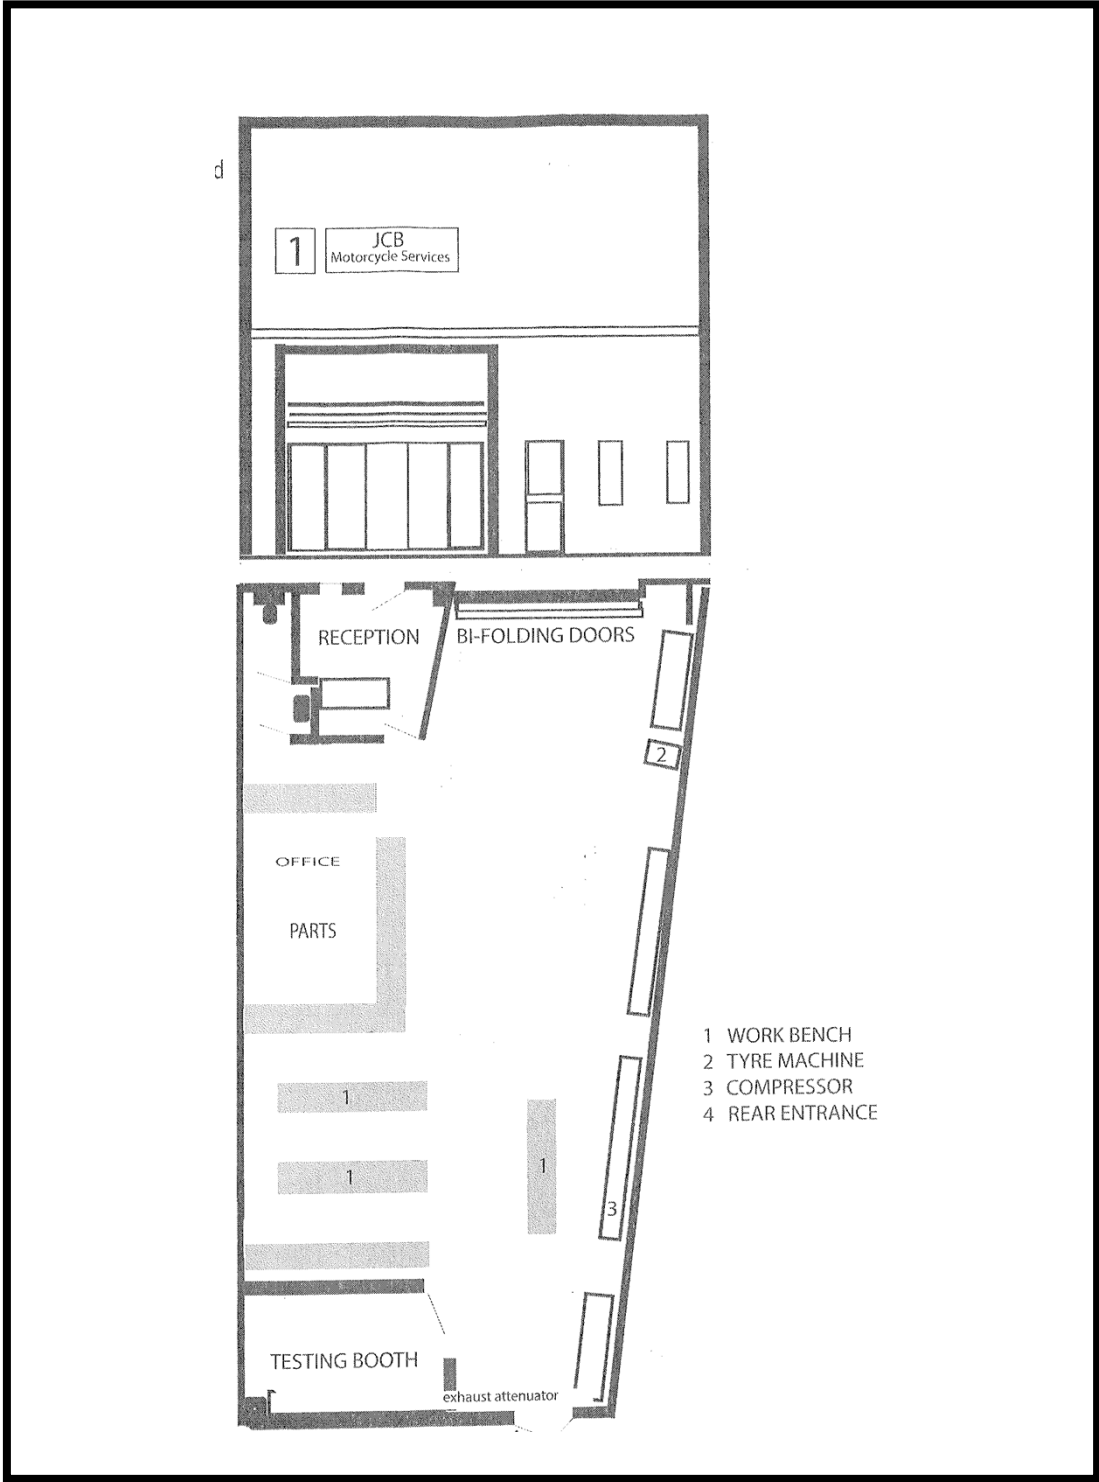 d
1
JCB
Motorcycle Services
RECEPTION
BI-FOLDING DOORS
2
OFFICE
PARTS
1 WORK BENCH
2 TYRE MACHINE
3 COMPRESSOR
4 REAR ENTRANCE
1
1
1
3
TESTING BOOTH
exhaust attenuator